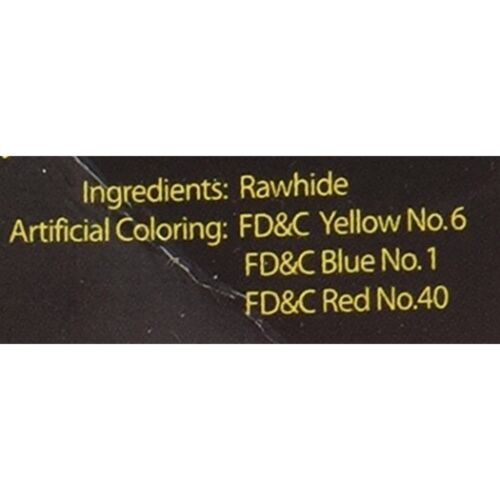 Ingredients: Rawhide
Artificial Coloring: FD&C Yellow No.6
FD&C Blue No.1
FD&C Red No.40